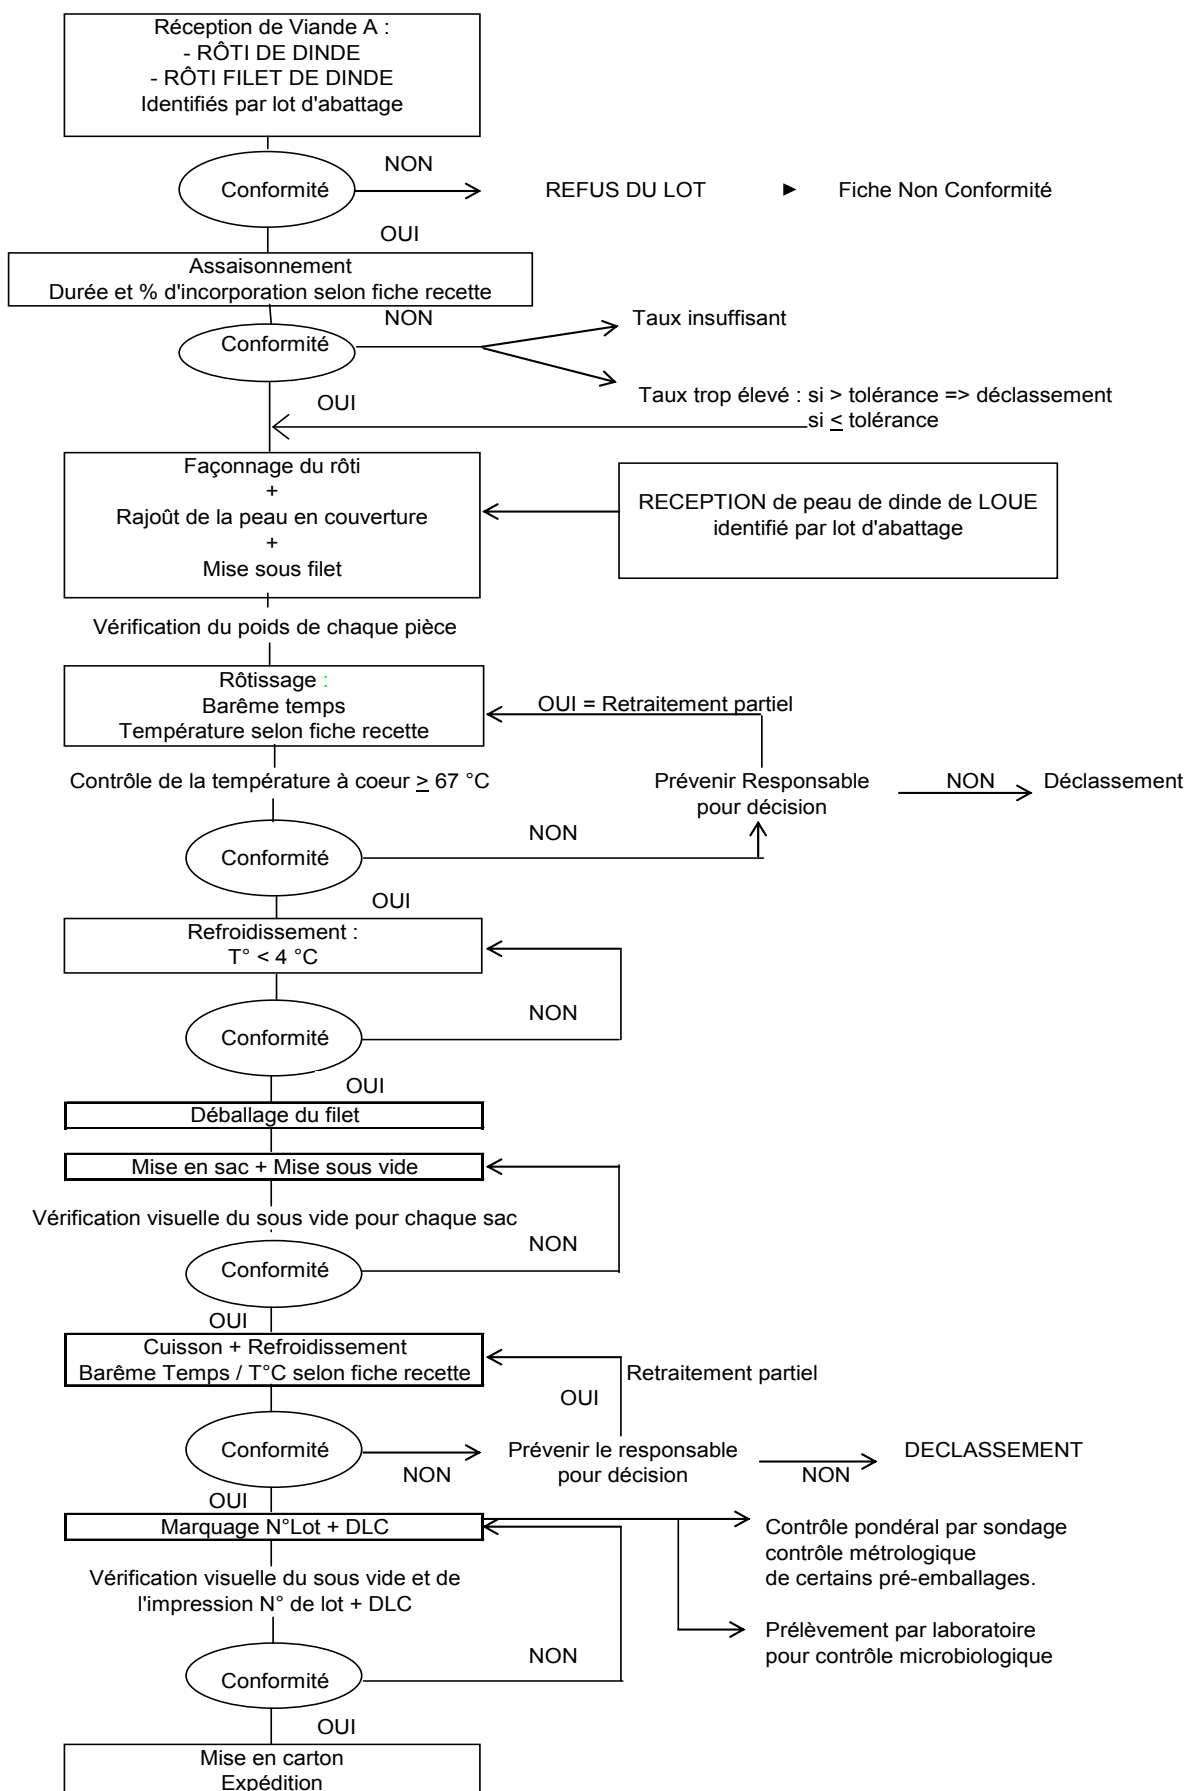 Réception de Viande A :
- RÔTI DE DINDE
- RÔTI FILET DE DINDE
Identifiés par lot d'abattage
NON
Conformité
REFUS DU LOT
►
Fiche Non Conformité
OUI
Assaisonnement
Durée et % d'incorporation selon fiche recette
NON
Taux insuffisant
Conformité
Taux trop élevé : si > tolérance => déclassement
si ≤ tolérance
OUI
Façonnage du rôti
+
Rajoût de la peau en couverture
+
Mise sous filet
RECEPTION de peau de dinde de LOUE
identifié par lot d'abattage
Vérification du poids de chaque pièce
Rôtissage :
Barême temps
Température selon fiche recette
OUI = Retraitement partiel
Contrôle de la température à coeur ≥ 67 °C
Prévenir Responsable
pour décision
NON
Déclassement
NON
Conformité
OUI
Refroidissement :
T° < 4 °C
NON
Conformité
OUI
Déballage du filet
Mise en sac + Mise sous vide
Vérification visuelle du sous vide pour chaque sac
NON
Conformité
OUI
Cuisson + Refroidissement
Barême Temps / T°C selon fiche recette
Retraitement partiel
OUI
Conformité
NON
Prévenir le responsable
pour décision
NON
DECLASSEMENT
OUI
Marquage N°Lot + DLC
Contrôle pondéral par sondage
contrôle métrologique
de certains pré-emballages.
Vérification visuelle du sous vide et de
l'impression N° de lot + DLC
Prélèvement par laboratoire
pour contrôle microbiologique
NON
Conformité
OUI
Mise en carton
Expédition